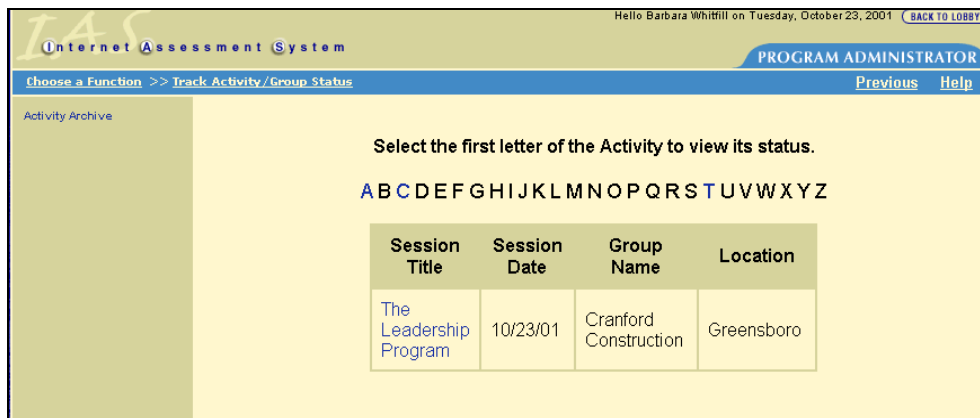 Hello Barbara Whitfill on Tuesday, October 23, 2001 BACK TO LOBBY
IAS
Internet Assessment System
PROGRAM ADMINISTRATOR
Choose a Function >> Track Activity/Group Status Previous Help
Activity Archive
Select the first letter of the Activity to view its status.
A B C D E F G H I J K L M N O P Q R S T U V W X Y Z
Session Title Session Date Group Name Location
The Leadership Program 10/23/01 Cranford Construction Greensboro